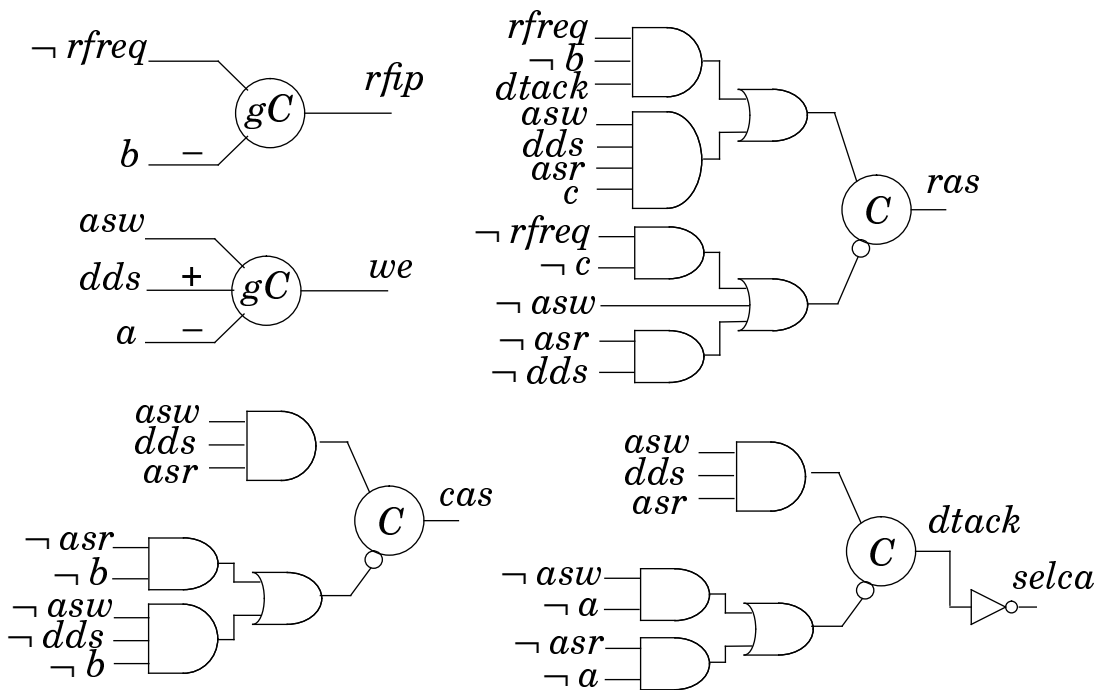 ¬ rfreq
gC
rfip
b
−
asw
dds
+
gC
we
a
−
rfreq
¬ b
dtack
asw
dds
asr
c
C
ras
¬ rfreq
¬ c
¬ asw
¬ asr
¬ dds
asw
dds
asr
C
cas
¬ asr
¬ b
¬ asw
¬ dds
¬ b
asw
dds
asr
C
dtack
selca
¬ asw
¬ a
¬ asr
¬ a